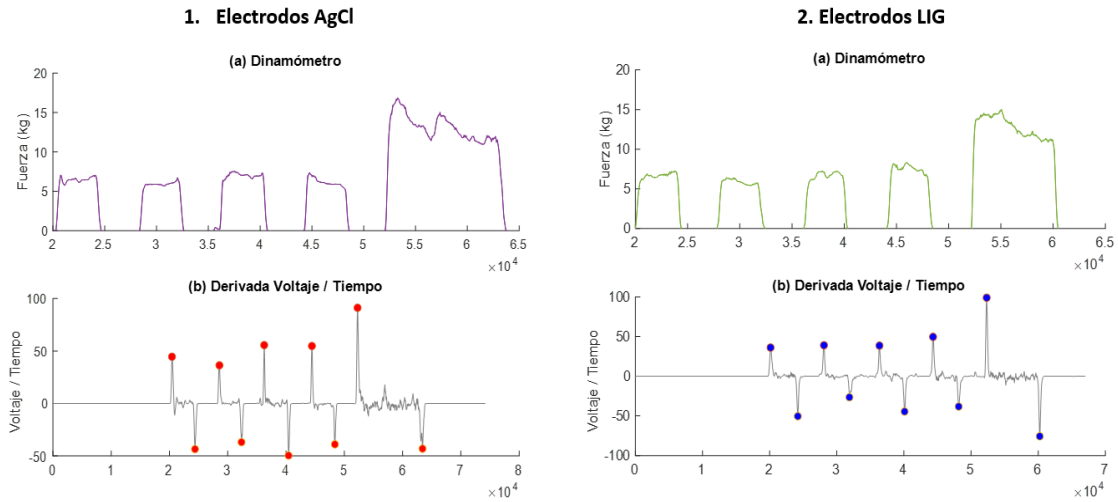 1. Electrodos AgCl
(a) Dinamómetro
Fuerza (kg)
20
15
10
5
0
2 2.5 3 3.5 4 4.5 5 5.5 6 6.5
×10⁴
(b) Derivada Voltaje / Tiempo
Voltaje / Tiempo
100
50
0
-50
0 1 2 3 4 5 6 7 8
×10⁴
2. Electrodos LIG
(a) Dinamómetro
Fuerza (kg)
20
15
10
5
0
2 2.5 3 3.5 4 4.5 5 5.5 6 6.5
×10⁴
(b) Derivada Voltaje / Tiempo
Voltaje / Tiempo
100
50
0
-50
-100
0 1 2 3 4 5 6 7
×10⁴